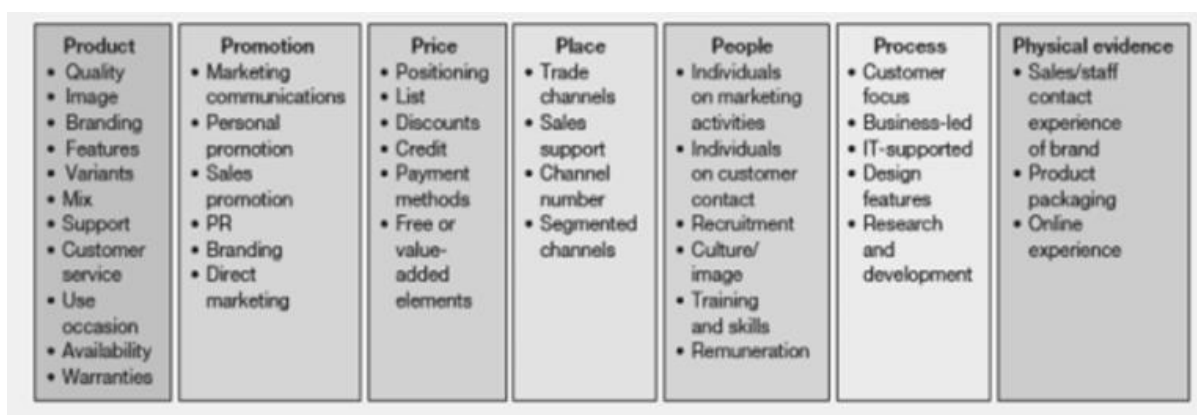 Product
• Quality
• Image
• Branding
• Features
• Variants
• Mix
• Support
• Customer
service
• Use
occasion
• Availability
• Warranties
Promotion
• Marketing
communications
• Personal
promotion
• Sales
promotion
• PR
• Branding
• Direct
marketing
Price
• Positioning
• List
• Discounts
• Credit
• Payment
methods
• Free or
value-
added
elements
Place
• Trade
channels
• Sales
support
• Channel
number
• Segmented
channels
People
• Individuals
on marketing
activities
• Individuals
on customer
contact
• Recruitment
• Culture/
image
• Training
and skills
• Remuneration
Process
• Customer
focus
• Business-led
• IT-supported
• Design
features
• Research
and
development
Physical evidence
• Sales/staff
contact
experience
of brand
• Product
packaging
• Online
experience